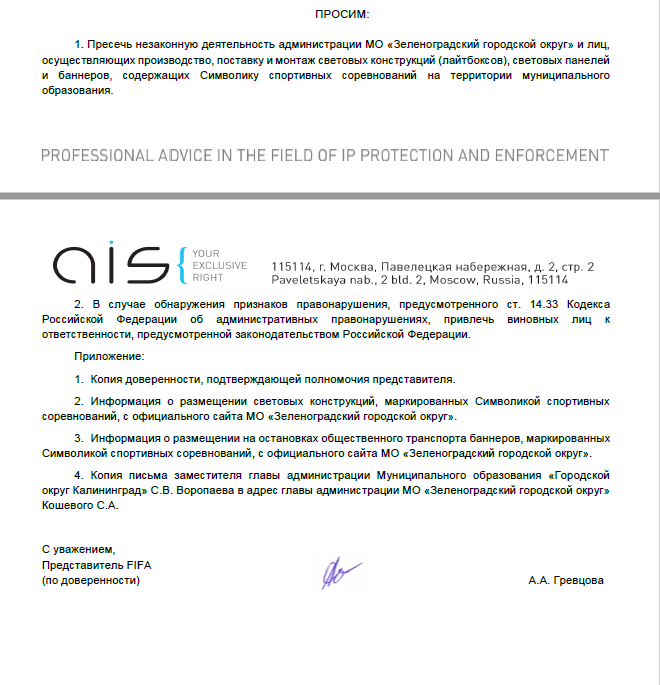 ПРОСИМ:
1. Пресечь незаконную деятельность администрации МО «Зеленоградский городской округ» и лиц,
осуществляющих производство, поставку и монтаж световых конструкций (лайтбоксов), световых панелей
и баннеров, содержащих Символику спортивных соревнований на территории муниципального
образования.
PROFESSIONAL ADVICE IN THE FIELD OF IP PROTECTION AND ENFORCEMENT
ais{ YOUR
EXCLUSIVE
RIGHT
115114, г. Москва, Павелецкая набережная, д. 2, стр. 2
Paveletskaya nab., 2 bld. 2, Moscow, Russia, 115114
2. В случае обнаружения признаков правонарушения, предусмотренного ст. 14.33 Кодекса
Российской Федерации об административных правонарушениях, привлечь виновных лиц к
ответственности, предусмотренной законодательством Российской Федерации.
Приложение:
1. Копия доверенности, подтверждающей полномочия представителя.
2. Информация о размещении световых конструкций, маркированных Символикой спортивных
соревнований, с официального сайта МО «Зеленоградский городской округ».
3. Информация о размещении на остановках общественного транспорта баннеров, маркированных
Символикой спортивных соревнований, с официального сайта МО «Зеленоградский городской округ».
4. Копия письма заместителя главы администрации Муниципального образования «Городской
округ Калининград» С.В. Воропаева в адрес главы администрации МО «Зеленоградский городской округ»
Кошевого С.А.
С уважением,
Представитель FIFA
(по доверенности)
А.А. Гревцова